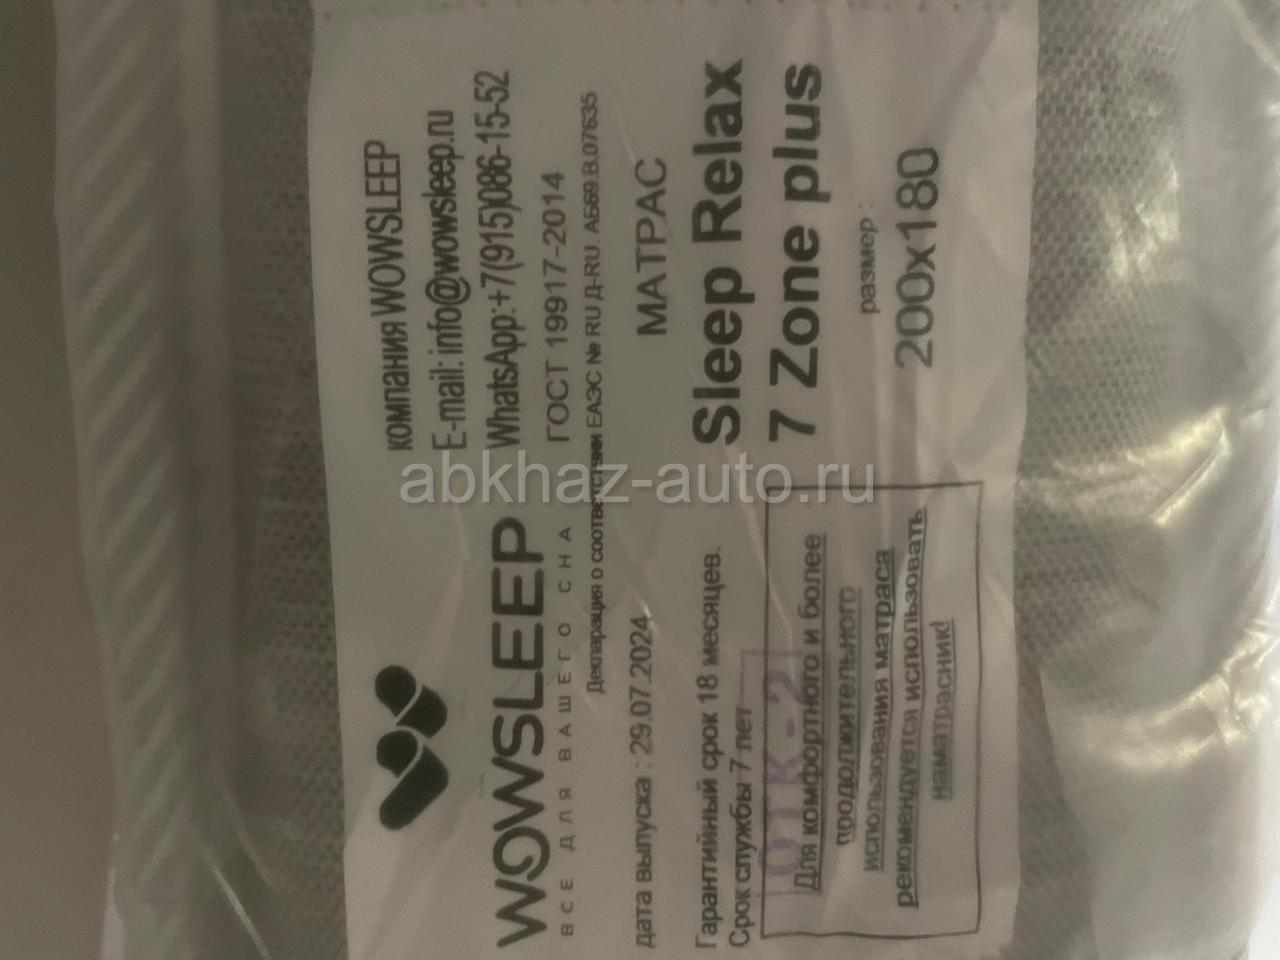 WOWSLEEP
ВСЕ ДЛЯ ВАШЕГО СНА
КОМПАНИЯ WOWSLEEP
E-mail: info@wowsleep.ru
WhatsApp:+7(915)086-15-52
ГОСТ 19917-2014
Декларация о соответствии ЕАЭС № RU Д-RU. АБ69.В.07635
дата выпуска : 29.07.2024
МАТРАС
Гарантийный срок 18 месяцев.
Срок службы 7 лет
Sleep Relax
7 Zone plus
размер :
200x180
ОТК-2
Для комфортного и более
продолжительного
использования матраса
рекомендуется использовать
наматрасник!
abkhaz-auto.ru